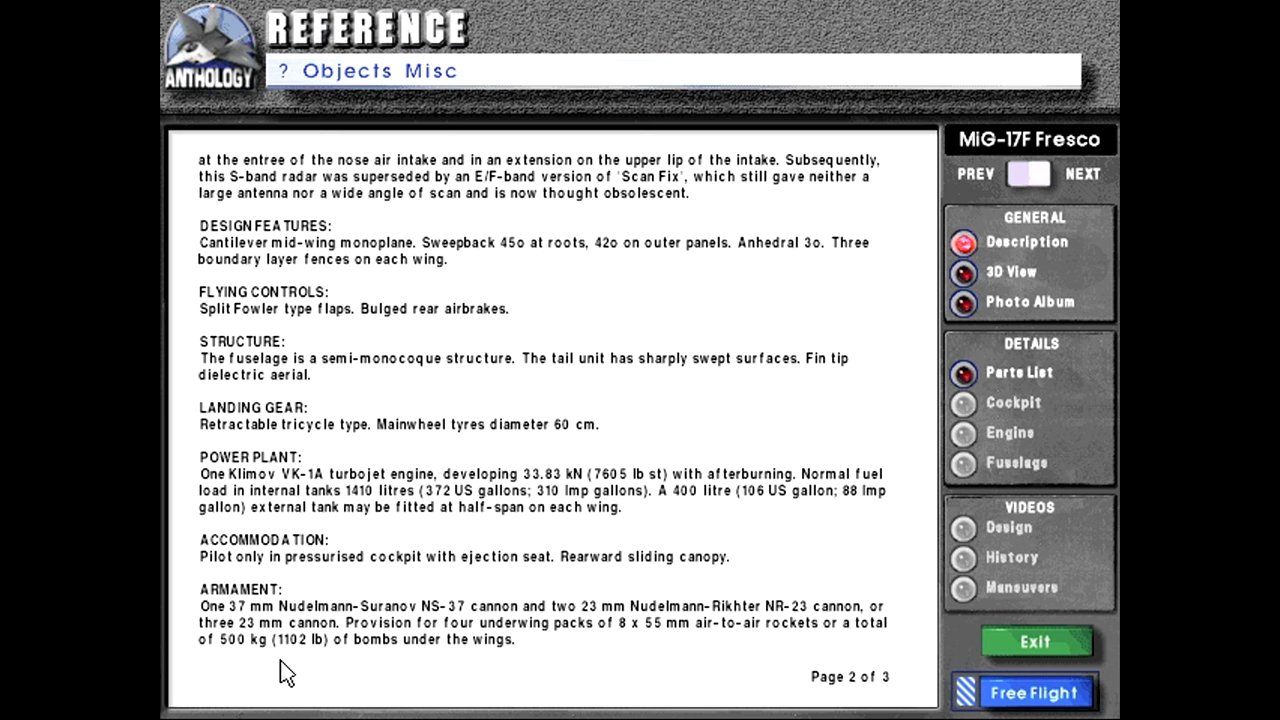 REFERENCE
ANTHOLOGY
? Objects Misc
at the entree of the nose air intake and in an extension on the upper lip of the intake. Subsequently,
this S-band radar was superseded by an E/F-band version of 'Scan Fix', which still gave neither a
large antenna nor a wide angle of scan and is now thought obsolescent.
DESIGN FEATURES:
Cantilever mid-wing monoplane. Sweepback 45o at roots, 42o on outer panels. Anhedral 3o. Three
boundary layer fences on each wing.
FLYING CONTROLS:
Split Fowler type flaps. Bulged rear airbrakes.
STRUCTURE:
The fuselage is a semi-monocoque structure. The tail unit has sharply swept surfaces. Fin tip
dielectric aerial.
LANDING GEAR:
Retractable tricycle type. Mainwheel tyres diameter 60 cm.
POWER PLANT:
One Klimov VK-1A turbojet engine, developing 33.83 kN (7605 lb st) with afterburning. Normal fuel
load in internal tanks 1410 litres (372 US gallons; 310 Imp gallons). A 400 litre (106 US gallon; 88 Imp
gallon) external tank may be fitted at half-span on each wing.
ACCOMMODATION:
Pilot only in pressurised cockpit with ejection seat. Rearward sliding canopy.
ARMAMENT:
One 37 mm Nudelmann-Suranov NS-37 cannon and two 23 mm Nudelmann-Rikhter NR-23 cannon, or
three 23 mm cannon. Provision for four underwing packs of 8 x 55 mm air-to-air rockets or a total
of 500 kg (1102 lb) of bombs under the wings.
Page 2 of 3
MiG-17F Fresco
PREV NEXT
GENERAL
Description
3D View
Photo Album
DETAILS
Parts List
Cockpit
Engine
Fuselage
VIDEOS
Design
History
Maneuvers
Exit
Free Flight